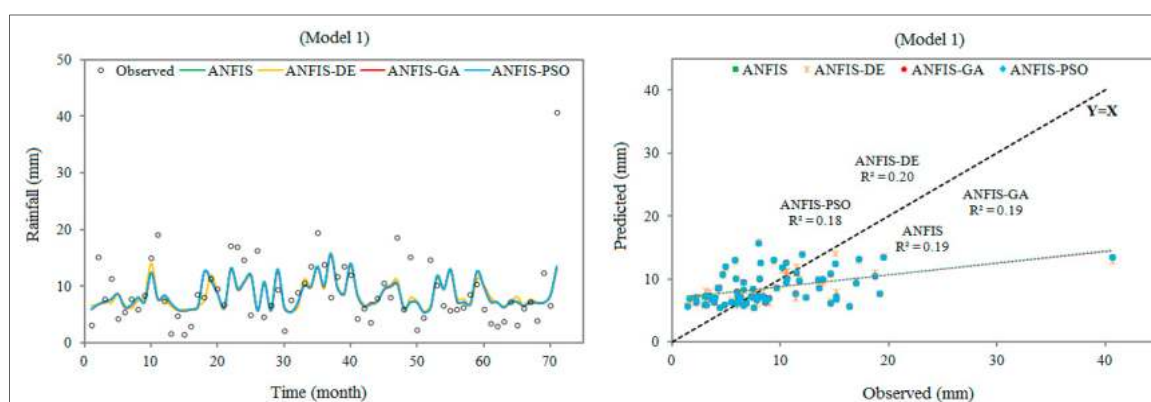 (Model 1)
Observed ANFIS ANFIS-DE ANFIS-GA ANFIS-PSO
50
40
30
20
10
0
Rainfall (mm)
0 10 20 30 40 50 60 70
Time (month)
(Model 1)
ANFIS ANFIS-DE ANFIS-GA ANFIS-PSO
40
30
20
10
0
Predicted (mm)
Y=X
ANFIS-DE
R² = 0.20
ANFIS-GA
R² = 0.19
ANFIS-PSO
R² = 0.18
ANFIS
R² = 0.19
0 10 20 30 40
Observed (mm)